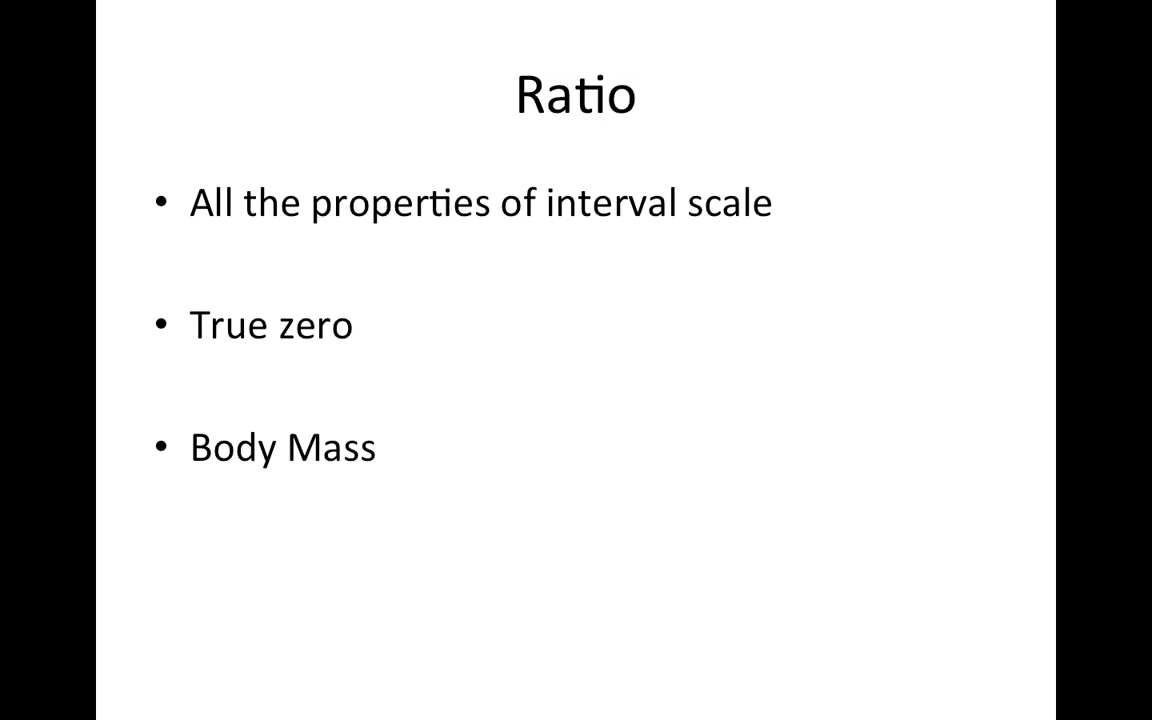 Ratio
• All the properties of interval scale
• True zero
• Body Mass